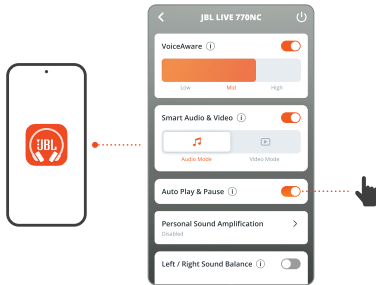 JBL LIVE 770NC
VoiceAware i
Low Mid High
JBL
Smart Audio & Video i
Audio Mode Video Mode
Auto Play & Pause i
Personal Sound Amplification
Disabled
Left / Right Sound Balance i